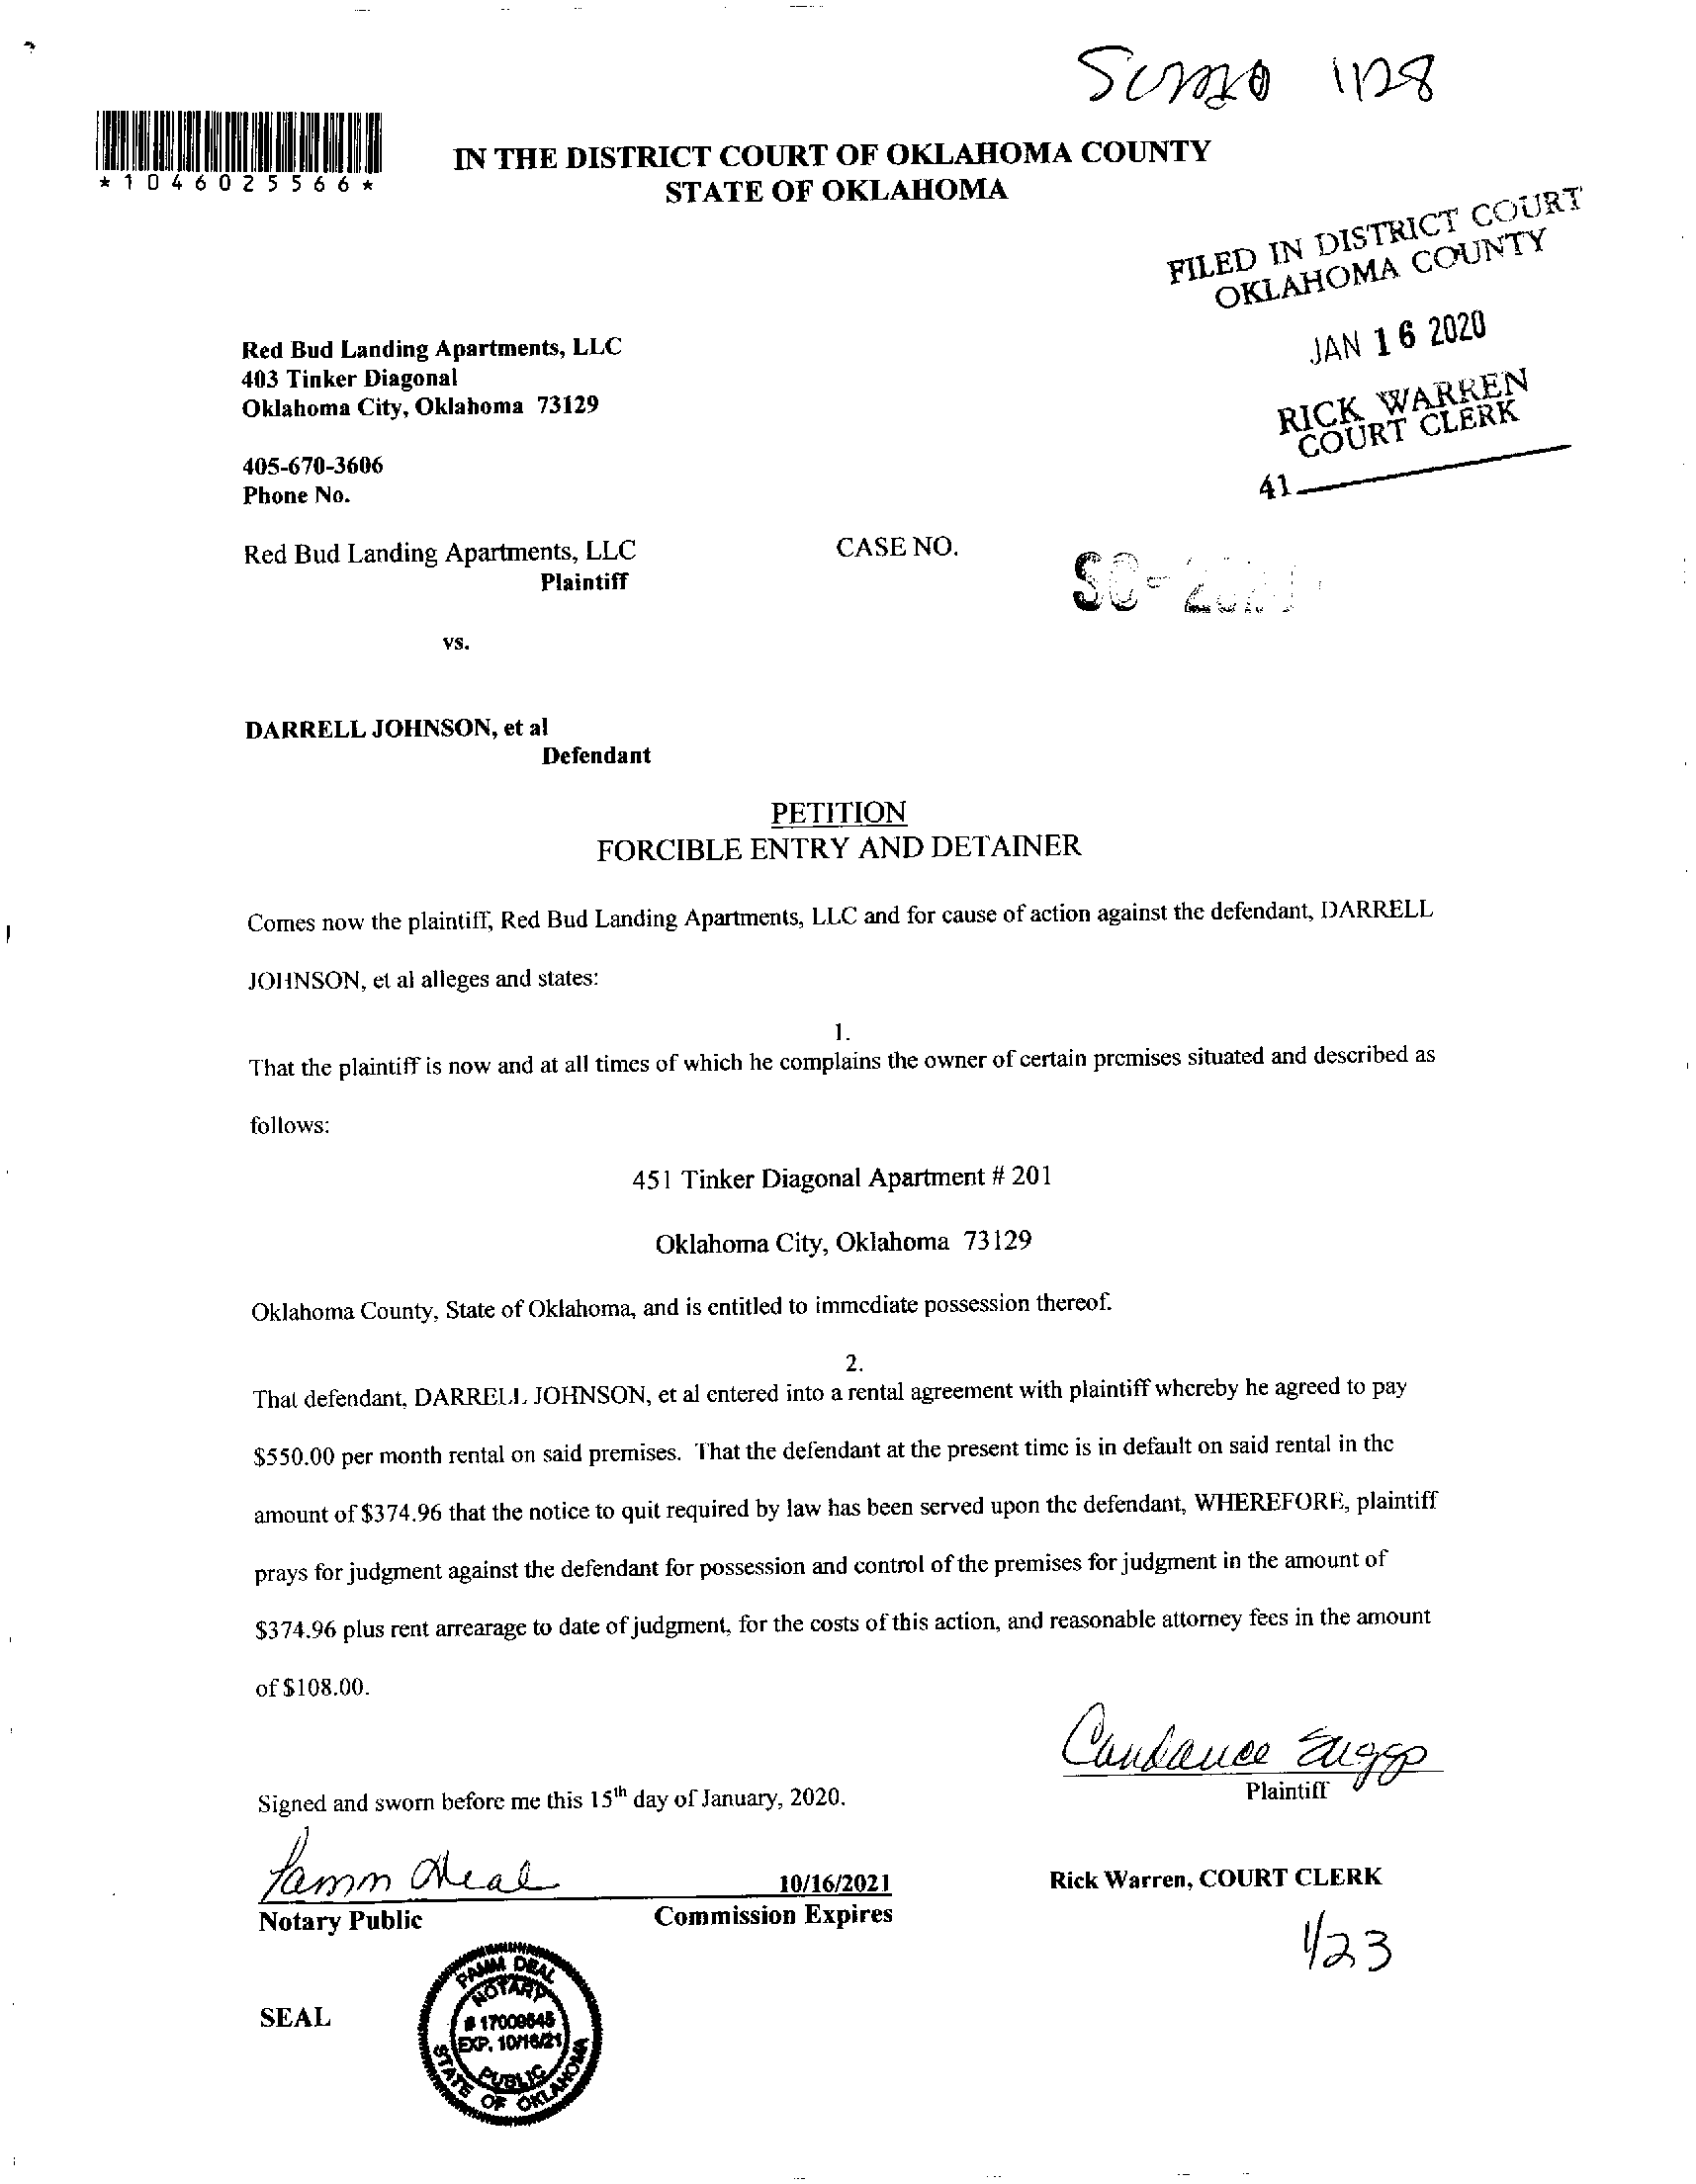 1128
*1046025566*
IN THE DISTRICT COURT OF OKLAHOMA COUNTY
STATE OF OKLAHOMA
FILED IN DISTRICT COURT
OKLAHOMA COUNTY
JAN 16 2020
RICK WARREN
COURT CLERK
41
Red Bud Landing Apartments, LLC
403 Tinker Diagonal
Oklahoma City, Oklahoma 73129
405-670-3606
Phone No.
Red Bud Landing Apartments, LLC
Plaintiff
CASE NO.
SC-
vs.
DARRELL JOHNSON, et al
Defendant
PETITION
FORCIBLE ENTRY AND DETAINER
Comes now the plaintiff, Red Bud Landing Apartments, LLC and for cause of action against the defendant, DARRELL
JOHNSON, et al alleges and states:
1.
That the plaintiff is now and at all times of which he complains the owner of certain premises situated and described as
follows:
451 Tinker Diagonal Apartment # 201
Oklahoma City, Oklahoma 73129
Oklahoma County, State of Oklahoma, and is entitled to immediate possession thereof.
2.
That defendant, DARRELL JOHNSON, et al entered into a rental agreement with plaintiff whereby he agreed to pay
$550.00 per month rental on said premises. That the defendant at the present time is in default on said rental in the
amount of $374.96 that the notice to quit required by law has been served upon the defendant, WHEREFORE, plaintiff
prays for judgment against the defendant for possession and control of the premises for judgment in the amount of
$374.96 plus rent arrearage to date of judgment, for the costs of this action, and reasonable attorney fees in the amount
of $108.00.
Candance Suggs
Plaintiff
Signed and sworn before me this 15th day of January, 2020.
Pamm Deal
Notary Public
10/16/2021
Commission Expires
Rick Warren, COURT CLERK
1/23
SEAL
PAMM DEAL
NOTARY
# 17009545
EXP. 10/16/21
PUBLIC
STATE OF OKLAHOMA